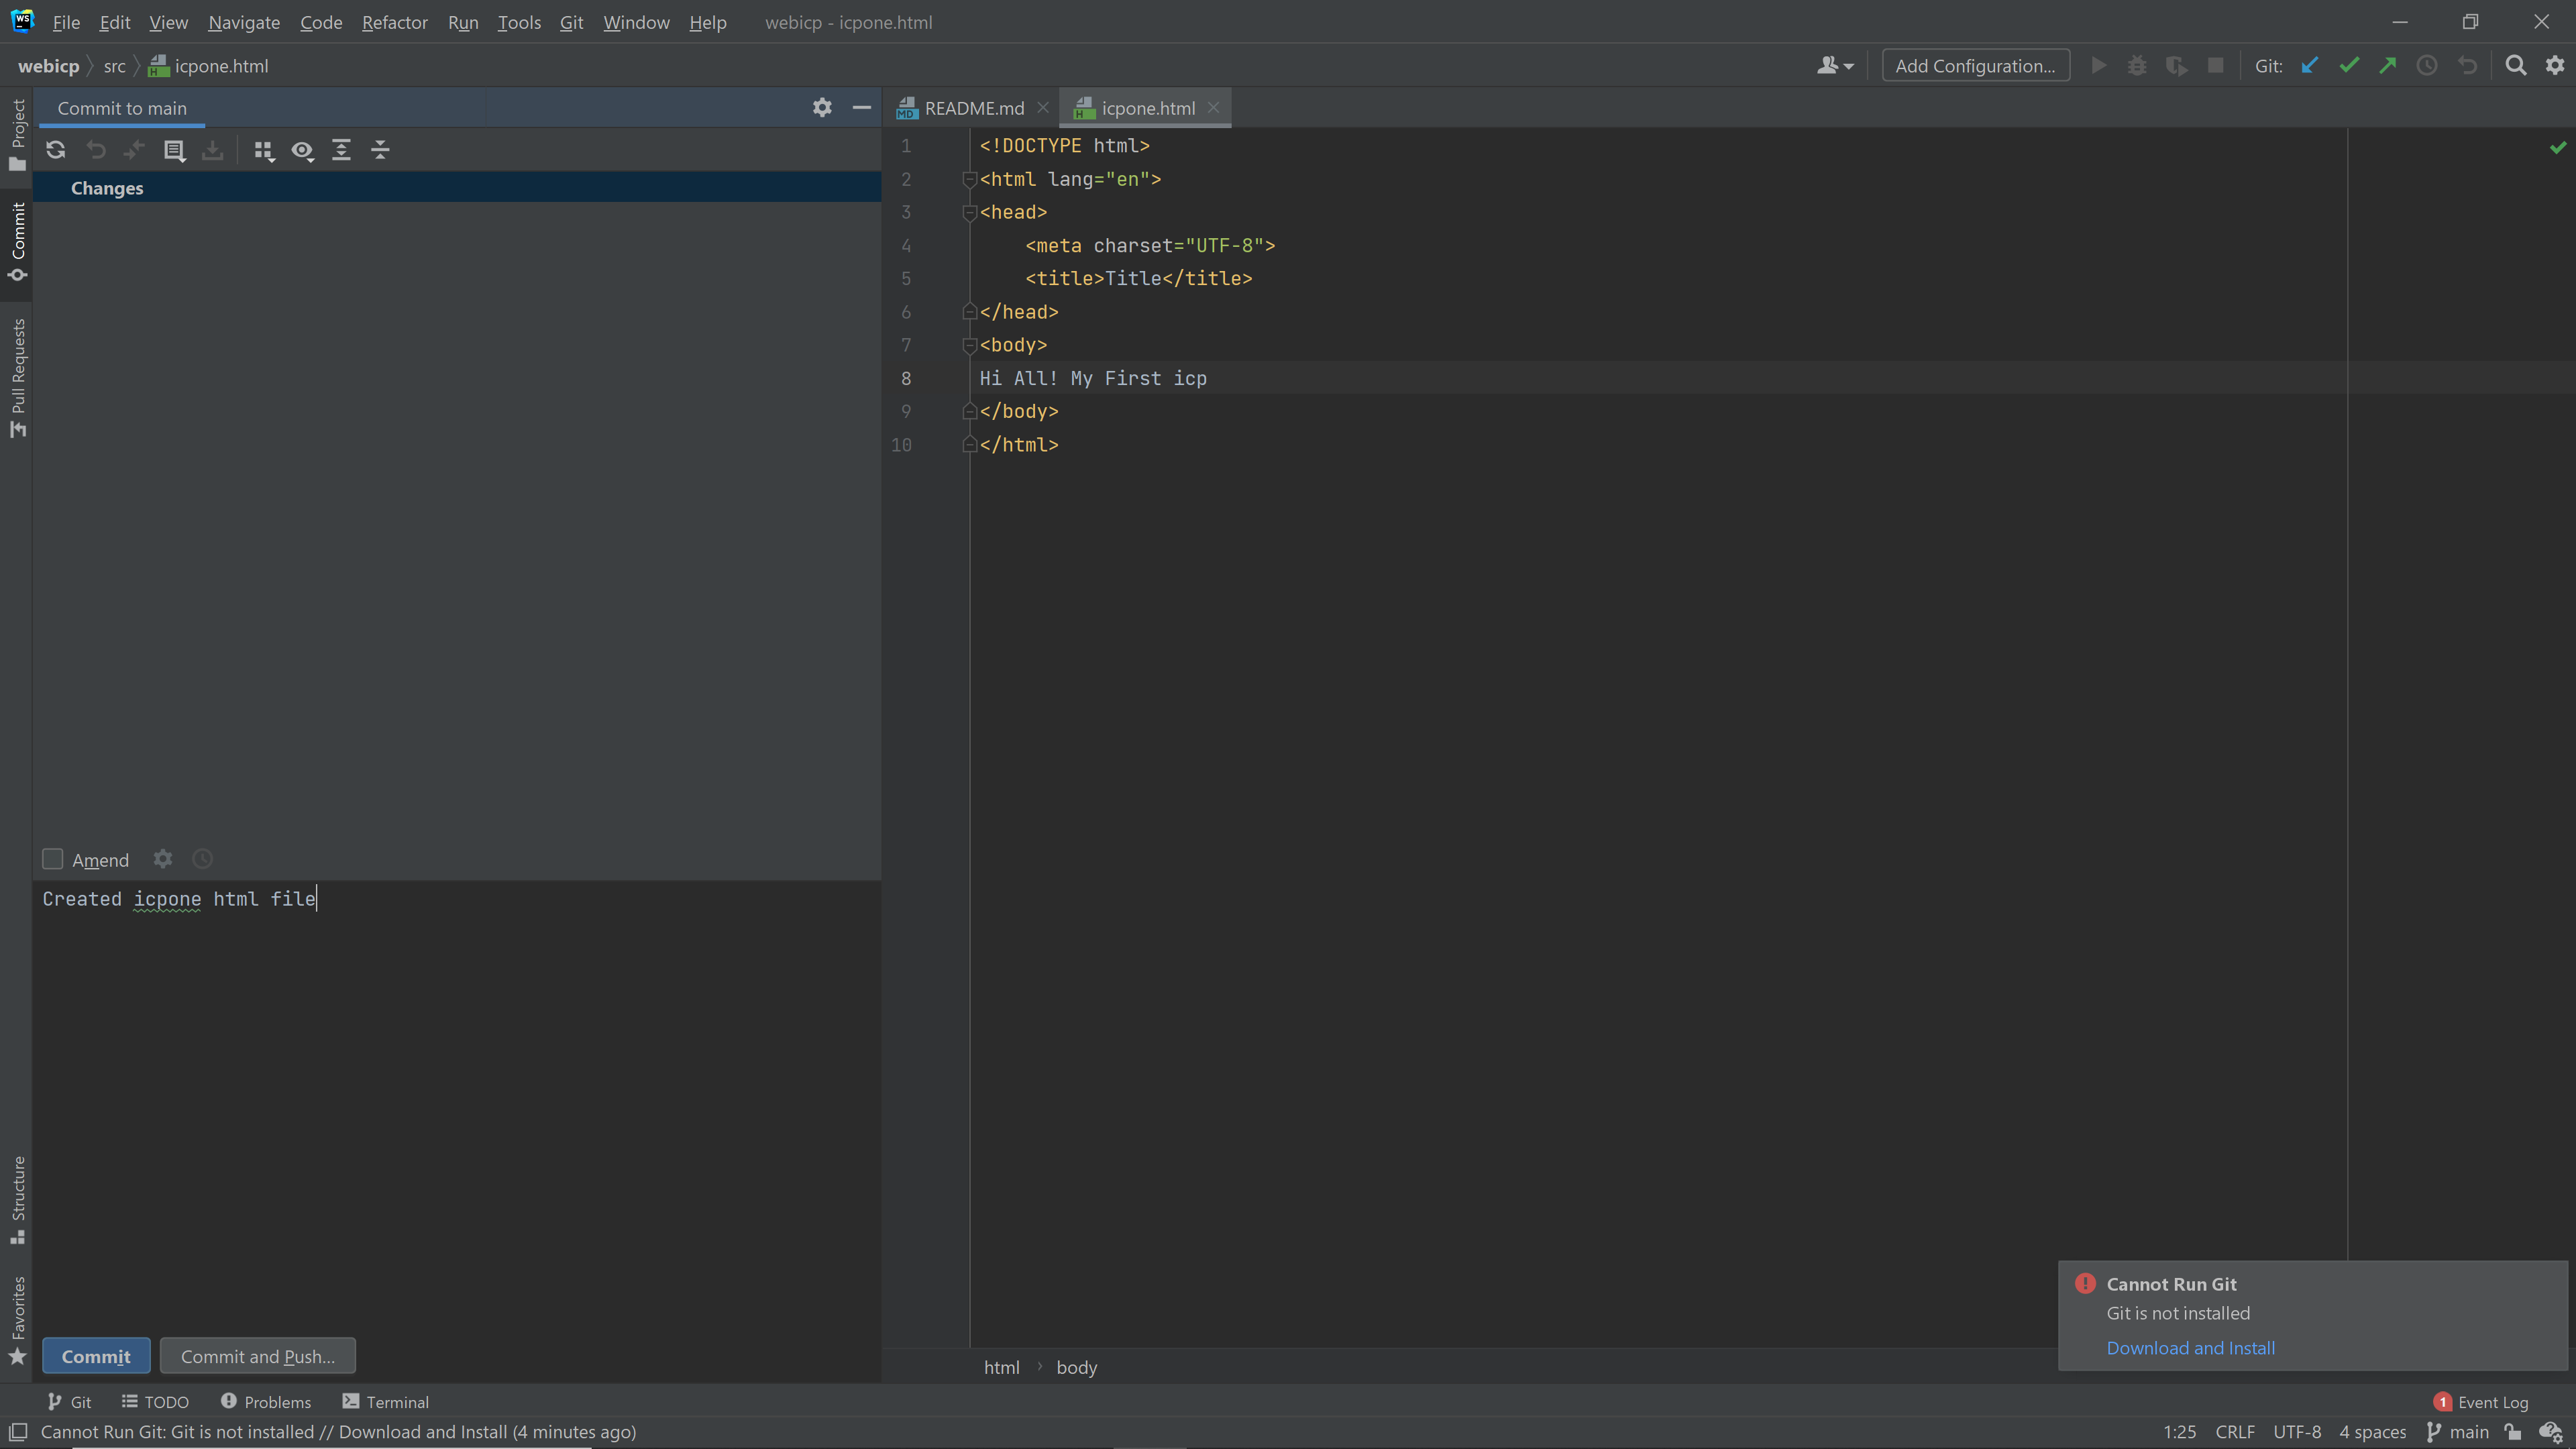 WS File Edit View Navigate Code Refactor Run Tools Git Window Help webicp - icpone.html
webicp src icpone.html Add Configuration... Git:
Project
Commit
Pull Requests
Structure
Favorites
Commit to main
Changes
Amend
Created icpone html file
Commit Commit and Push...
MD README.md H icpone.html
1 <!DOCTYPE html>
2 <html lang="en">
3 <head>
4 <meta charset="UTF-8">
5 <title>Title</title>
6 </head>
7 <body>
8 Hi All! My First icp
9 </body>
10 </html>
html body
Cannot Run Git
Git is not installed
Download and Install
Git TODO Problems Terminal 1 Event Log
Cannot Run Git: Git is not installed // Download and Install (4 minutes ago) 1:25 CRLF UTF-8 4 spaces main